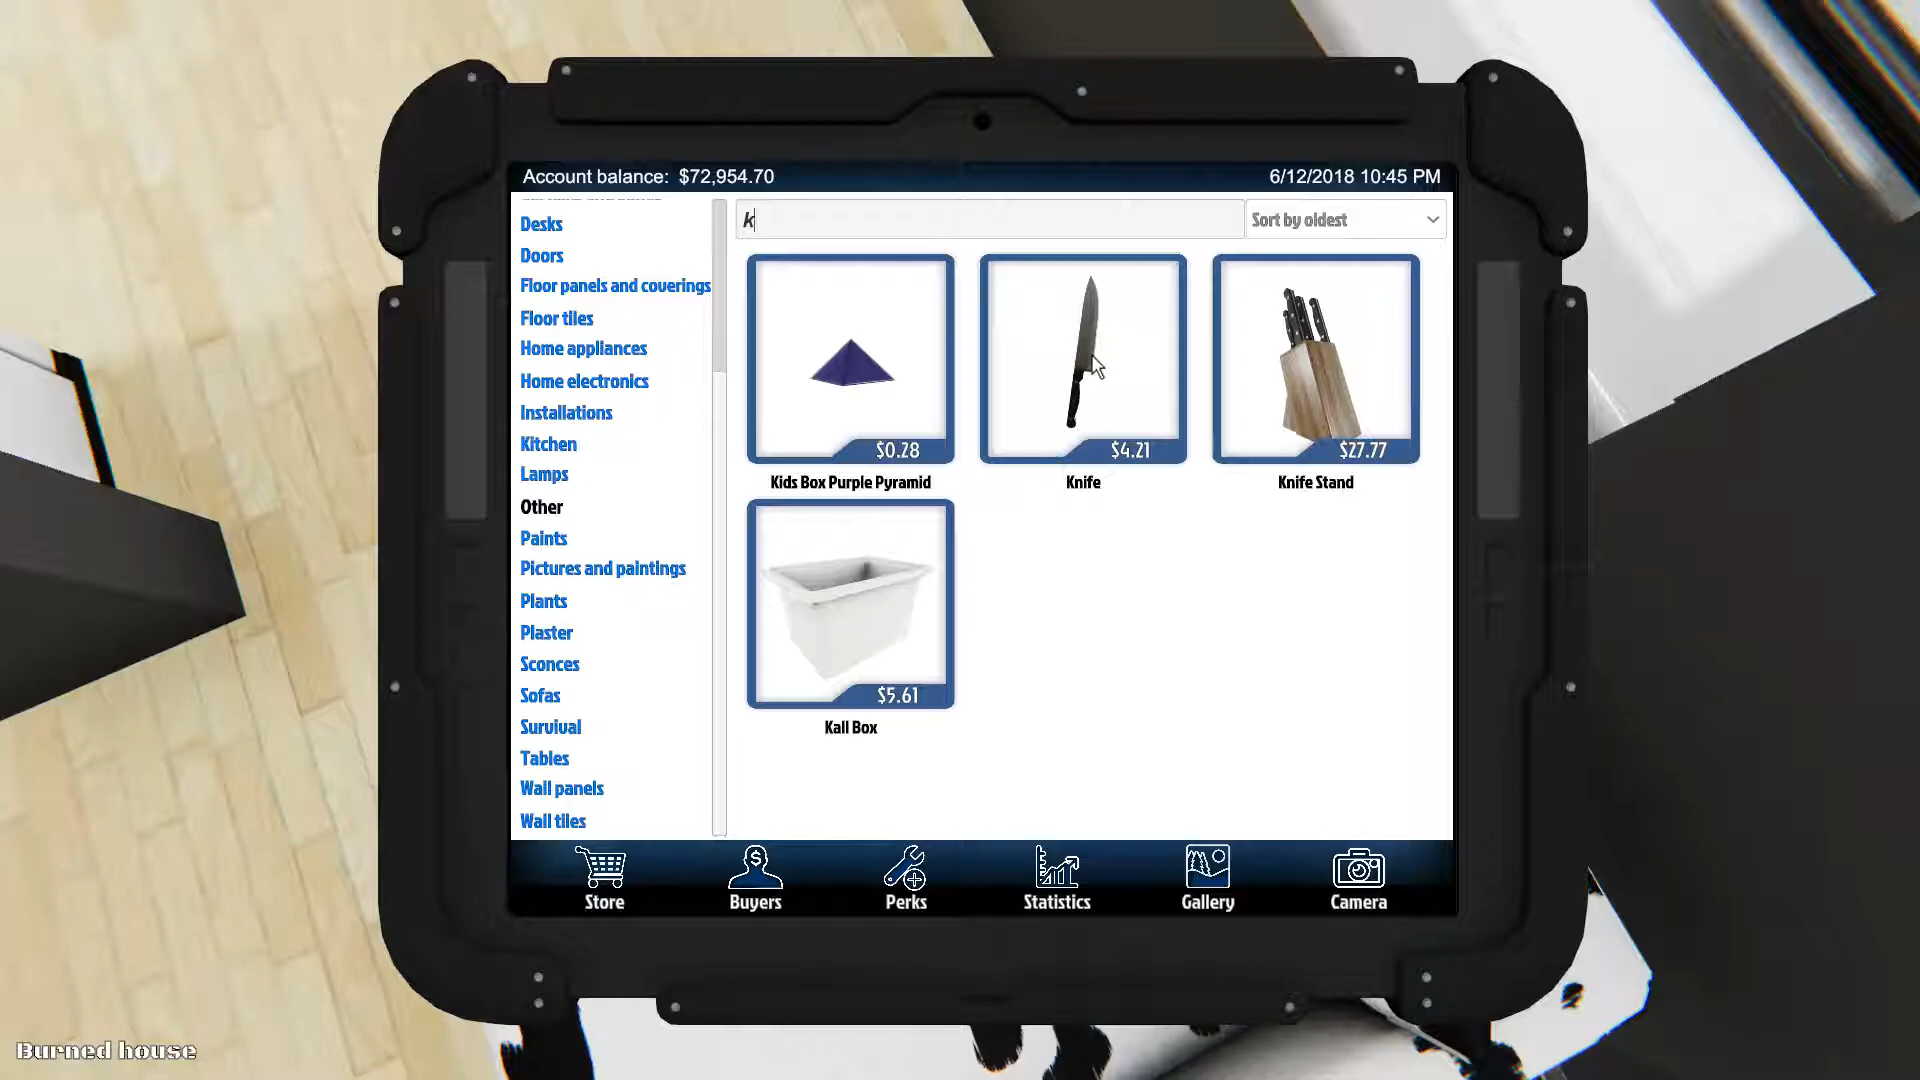 Account balance: $72,954.70
6/12/2018 10:45 PM
k
Sort by oldest
Desks
Doors
Floor panels and coverings
Floor tiles
Home appliances
Home electronics
Installations
Kitchen
Lamps
Other
Paints
Pictures and paintings
Plants
Plaster
Sconces
Sofas
Survival
Tables
Wall panels
Wall tiles
$0.28
$4.21
$27.77
Kids Box Purple Pyramid
Knife
Knife Stand
$5.61
Kall Box
Store
Buyers
Perks
Statistics
Gallery
Camera
Burned house